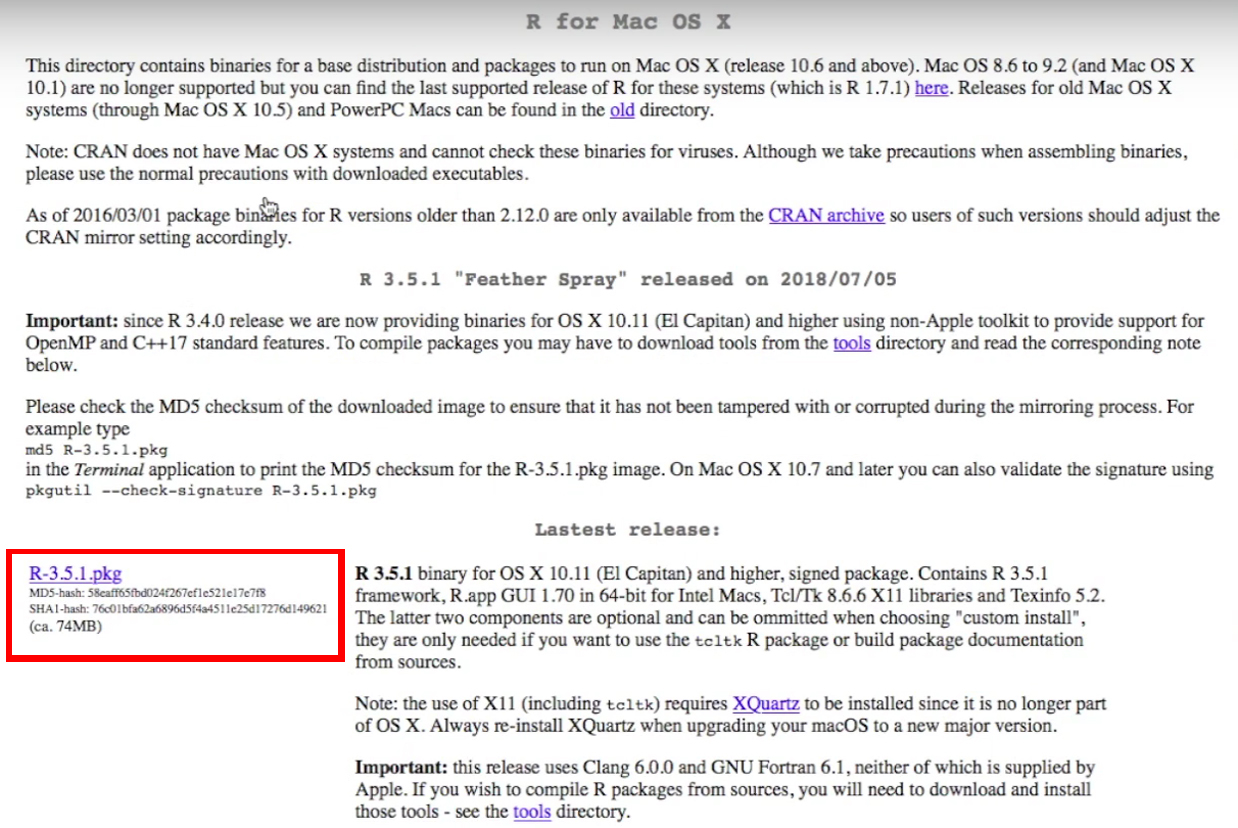 R for Mac OS X
This directory contains binaries for a base distribution and packages to run on Mac OS X (release 10.6 and above). Mac OS 8.6 to 9.2 (and Mac OS X
10.1) are no longer supported but you can find the last supported release of R for these systems (which is R 1.7.1) here. Releases for old Mac OS X
systems (through Mac OS X 10.5) and PowerPC Macs can be found in the old directory.
Note: CRAN does not have Mac OS X systems and cannot check these binaries for viruses. Although we take precautions when assembling binaries,
please use the normal precautions with downloaded executables.
As of 2016/03/01 package binaries for R versions older than 2.12.0 are only available from the CRAN archive so users of such versions should adjust the
CRAN mirror setting accordingly.
R 3.5.1 "Feather Spray" released on 2018/07/05
Important: since R 3.4.0 release we are now providing binaries for OS X 10.11 (El Capitan) and higher using non-Apple toolkit to provide support for
OpenMP and C++17 standard features. To compile packages you may have to download tools from the tools directory and read the corresponding note
below.
Please check the MD5 checksum of the downloaded image to ensure that it has not been tampered with or corrupted during the mirroring process. For
example type
md5 R-3.5.1.pkg
in the Terminal application to print the MD5 checksum for the R-3.5.1.pkg image. On Mac OS X 10.7 and later you can also validate the signature using
pkgutil --check-signature R-3.5.1.pkg
Lastest release:
R-3.5.1.pkg
MD5-hash: 58eaff65fbd024f267ef1e521e17e7f8
SHA1-hash: 76c01bfa62a6896d5f4a4511e25d17276d149621
(ca. 74MB)
R 3.5.1 binary for OS X 10.11 (El Capitan) and higher, signed package. Contains R 3.5.1
framework, R.app GUI 1.70 in 64-bit for Intel Macs, Tcl/Tk 8.6.6 X11 libraries and Texinfo 5.2.
The latter two components are optional and can be ommitted when choosing "custom install",
they are only needed if you want to use the tcltk R package or build package documentation
from sources.
Note: the use of X11 (including tcltk) requires XQuartz to be installed since it is no longer part
of OS X. Always re-install XQuartz when upgrading your macOS to a new major version.
Important: this release uses Clang 6.0.0 and GNU Fortran 6.1, neither of which is supplied by
Apple. If you wish to compile R packages from sources, you will need to download and install
those tools - see the tools directory.